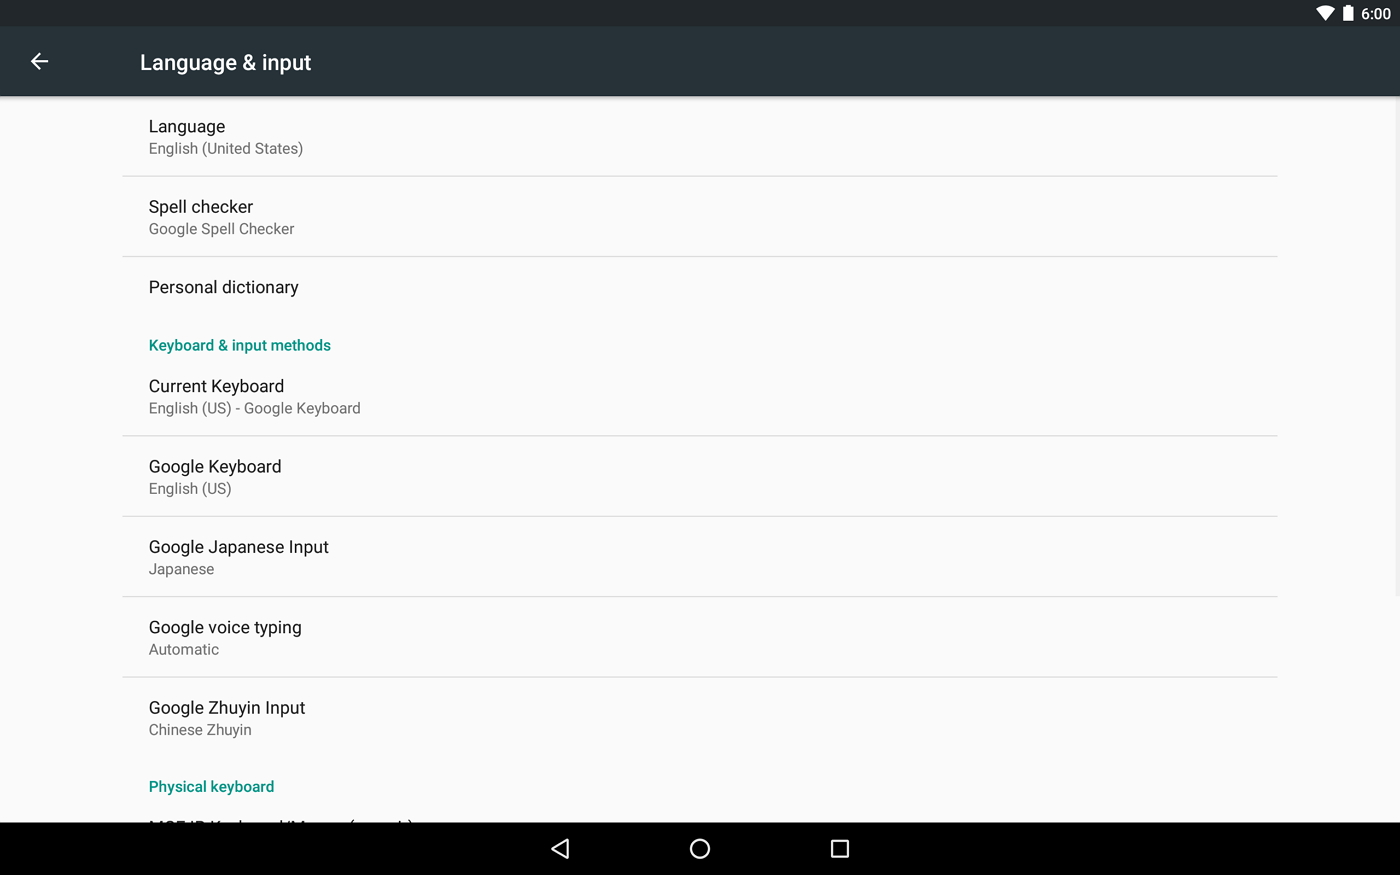 6:00
Language & input
Language
English (United States)
Spell checker
Google Spell Checker
Personal dictionary
Keyboard & input methods
Current Keyboard
English (US) - Google Keyboard
Google Keyboard
English (US)
Google Japanese Input
Japanese
Google voice typing
Automatic
Google Zhuyin Input
Chinese Zhuyin
Physical keyboard